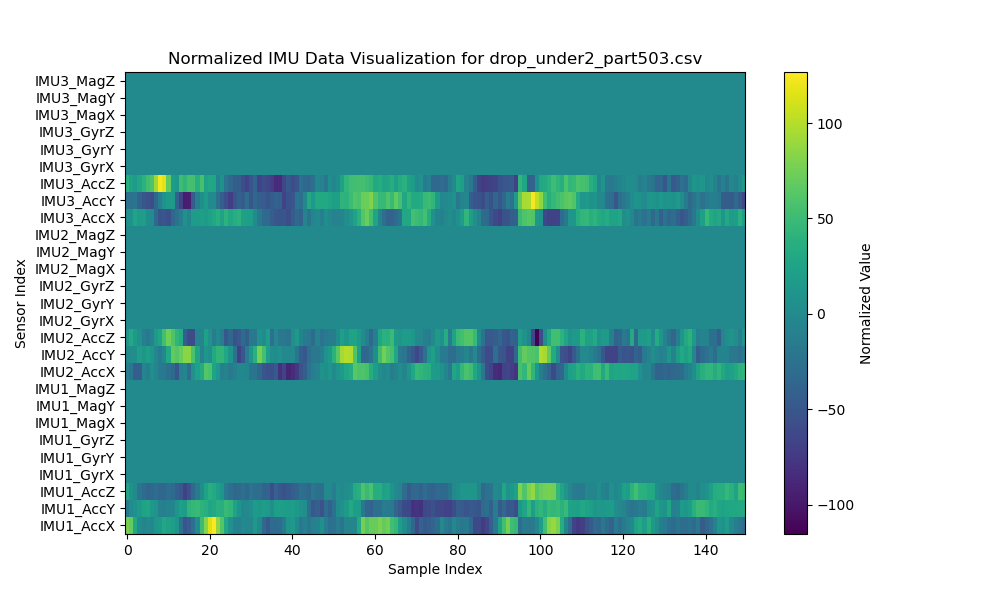 Normalized IMU Data Visualization for drop_under2_part503.csv
IMU3_MagZ
IMU3_MagY
IMU3_MagX
IMU3_GyrZ
IMU3_GyrY
IMU3_GyrX
IMU3_AccZ
IMU3_AccY
IMU3_AccX
IMU2_MagZ
IMU2_MagY
IMU2_MagX
IMU2_GyrZ
IMU2_GyrY
IMU2_GyrX
IMU2_AccZ
IMU2_AccY
IMU2_AccX
IMU1_MagZ
IMU1_MagY
IMU1_MagX
IMU1_GyrZ
IMU1_GyrY
IMU1_GyrX
IMU1_AccZ
IMU1_AccY
IMU1_AccX
Sensor Index
0 20 40 60 80 100 120 140
Sample Index
100
50
0
−50
−100
Normalized Value